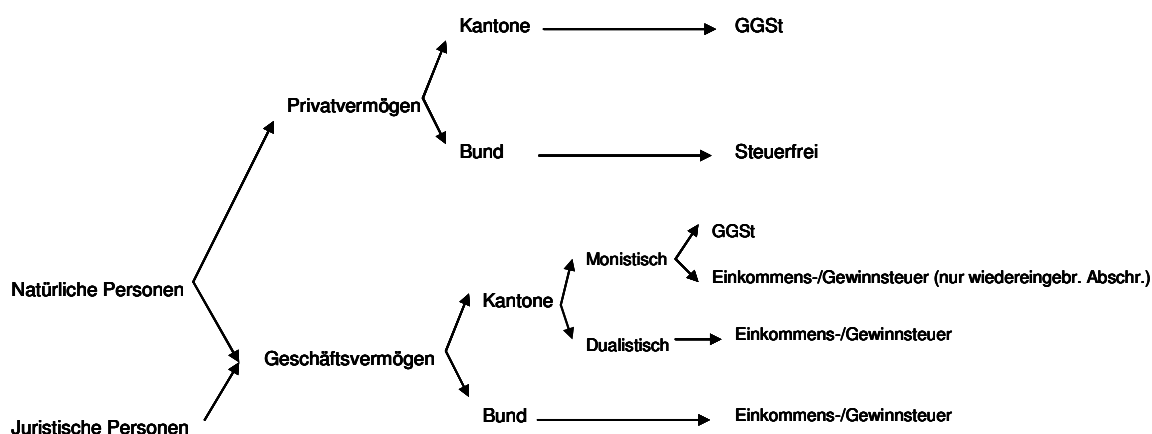 Kantone GGSt
Privatvermögen
Bund Steuerfrei
GGSt
Monistisch
Einkommens-/Gewinnsteuer (nur wiedereingebr. Abschr.)
Natürliche Personen
Kantone
Einkommens-/Gewinnsteuer
Dualistisch
Geschäftsvermögen
Bund Einkommens-/Gewinnsteuer
Juristische Personen